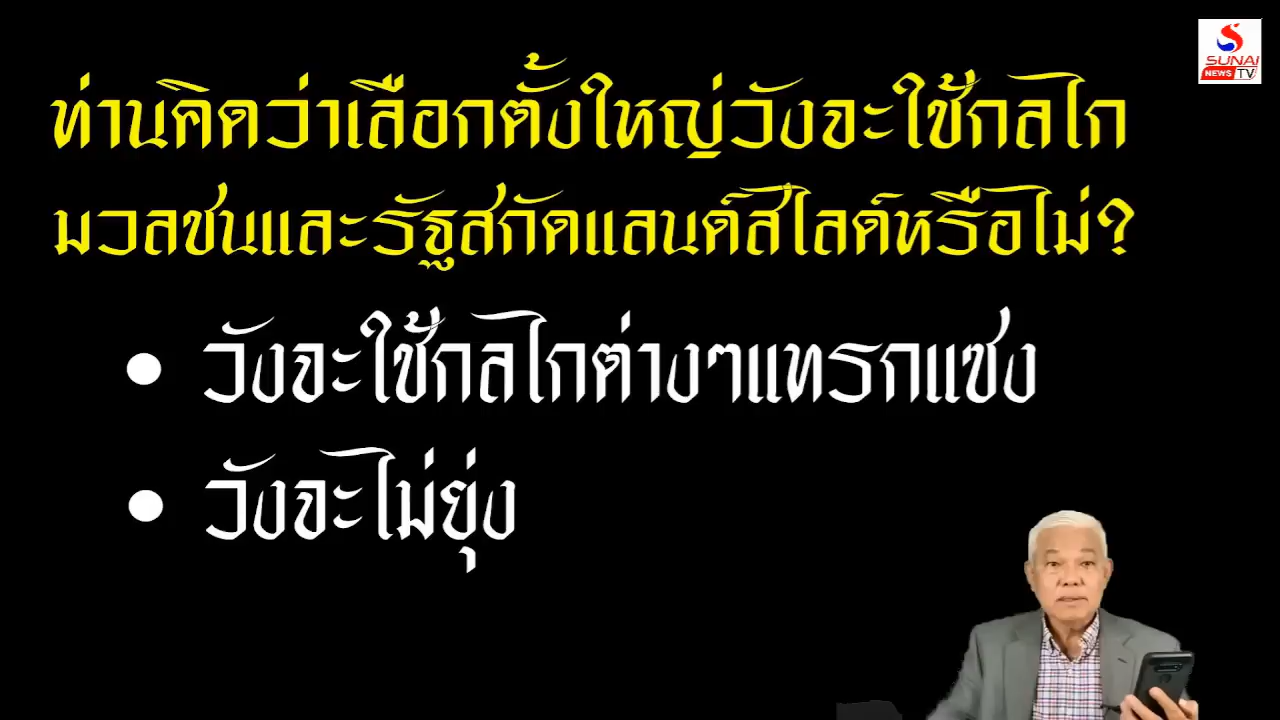 SUNAI
NEWS TV
ท่านคิดว่าเลือกตั้งใหญ่วังจะใช้กลไก
มวลชนและรัฐสกัดแลนด์สไลด์หรือไม่?
• วังจะใช้กลไกต่างๆแทรกแซง
• วังจะไม่ยุ่ง